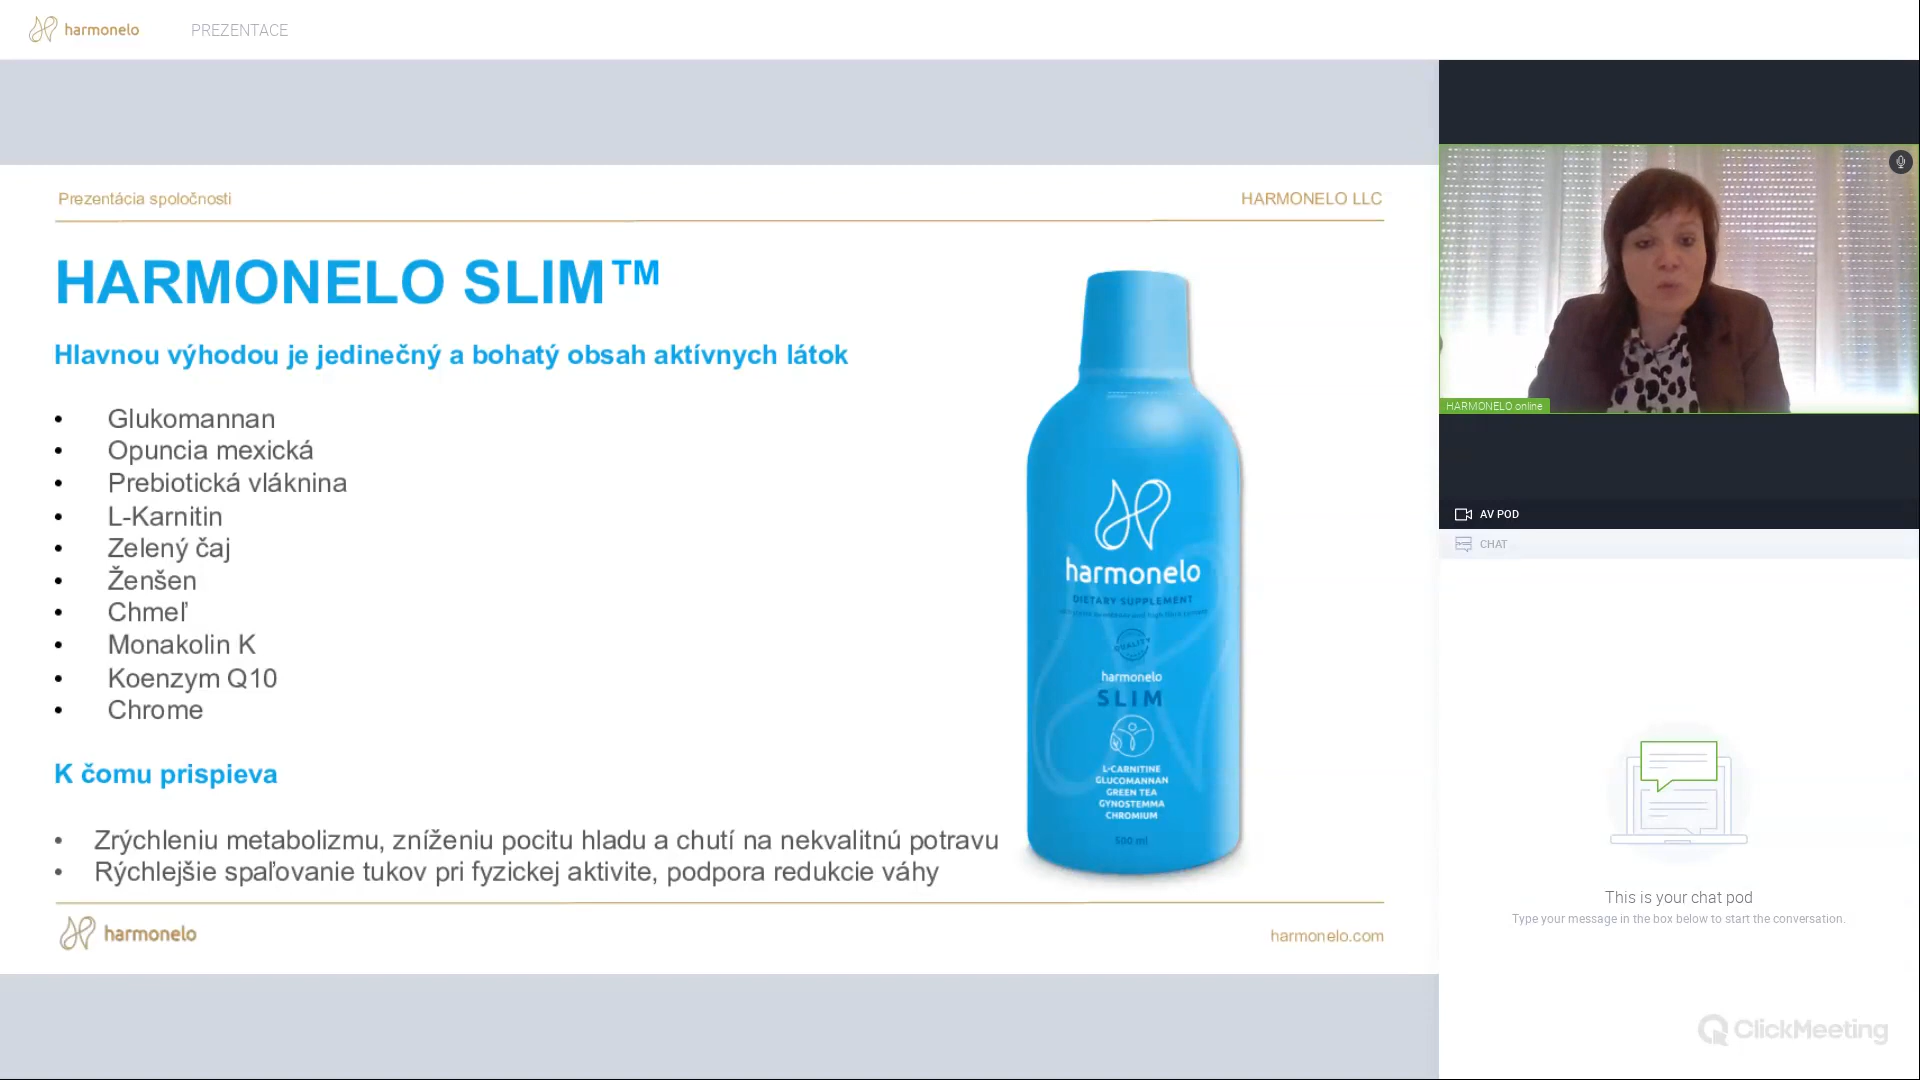 harmonelo
PREZENTACE
Prezentácia spoločnosti
HARMONELO LLC
HARMONELO SLIM™
Hlavnou výhodou je jedinečný a bohatý obsah aktívnych látok
• Glukomannan
• Opuncia mexická
• Prebiotická vláknina
• L-Karnitin
• Zelený čaj
• Ženšen
• Chmeľ
• Monakolin K
• Koenzym Q10
• Chrome
K čomu prispieva
• Zrýchleniu metabolizmu, zníženiu pocitu hladu a chutí na nekvalitnú potravu
• Rýchlejšie spaľovanie tukov pri fyzickej aktivite, podpora redukcie váhy
harmonelo
DIETARY SUPPLEMENT
QUALITY
harmonelo
SLIM
L-CARNITINE
GLUCOMANNAN
GREEN TEA
GYNOSTEMMA
CHROMIUM
500 ml
harmonelo
harmonelo.com
HARMONELO online
AV POD
CHAT
This is your chat pod
Type your message in the box below to start the conversation.
ClickMeeting